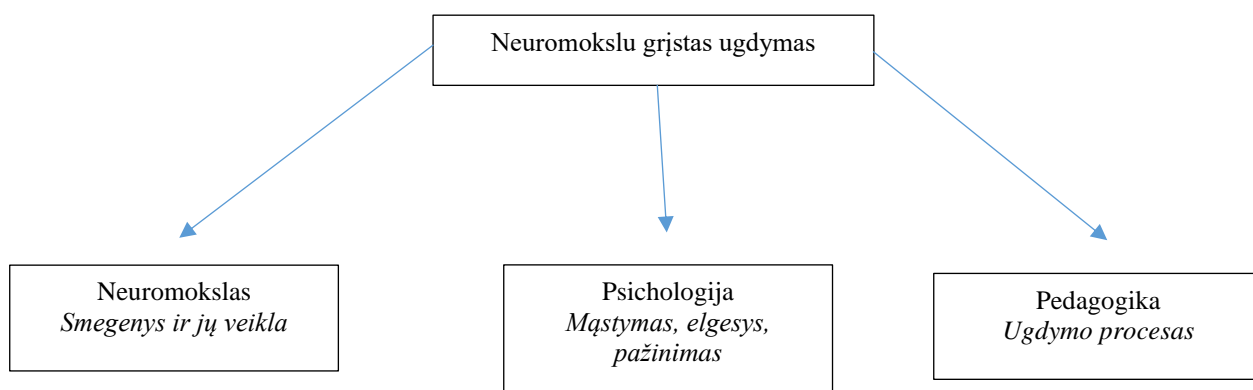 Neuromokslu grįstas ugdymas
Neuromokslas
Smegenys ir jų veikla
Psichologija
Mąstymas, elgesys,
pažinimas
Pedagogika
Ugdymo procesas